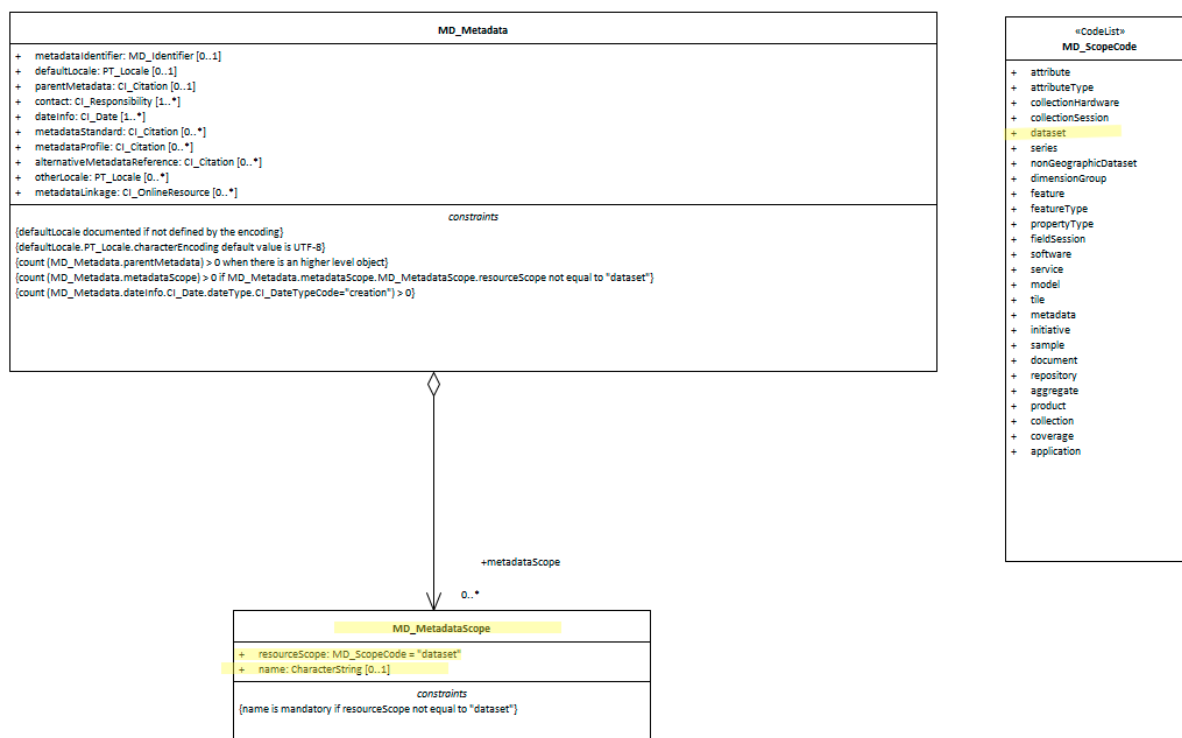 MD_Metadata
+ metadataIdentifier: MD_Identifier [0..1]
+ defaultLocale: PT_Locale [0..1]
+ parentMetadata: CI_Citation [0..1]
+ contact: CI_Responsibility [1..*]
+ dateInfo: CI_Date [1..*]
+ metadataStandard: CI_Citation [0..*]
+ metadataProfile: CI_Citation [0..*]
+ alternativeMetadataReference: CI_Citation [0..*]
+ otherLocale: PT_Locale [0..*]
+ metadataLinkage: CI_OnlineResource [0..*]
constraints
{defaultLocale documented if not defined by the encoding}
{defaultLocale.PT_Locale.characterEncoding default value is UTF-8}
{count (MD_Metadata.parentMetadata) > 0 when there is an higher level object}
{count (MD_Metadata.metadataScope) > 0 if MD_Metadata.metadataScope.MD_MetadataScope.resourceScope not equal to "dataset"}
{count (MD_Metadata.dateInfo.CI_Date.dateType.CI_DateTypeCode="creation") > 0}
+metadataScope
0..*
MD_MetadataScope
+ resourceScope: MD_ScopeCode = "dataset"
+ name: CharacterString [0..1]
constraints
{name is mandatory if resourceScope not equal to "dataset"}
«CodeList»
MD_ScopeCode
+ attribute
+ attributeType
+ collectionHardware
+ collectionSession
+ dataset
+ series
+ nonGeographicDataset
+ dimensionGroup
+ feature
+ featureType
+ propertyType
+ fieldSession
+ software
+ service
+ model
+ tile
+ metadata
+ initiative
+ sample
+ document
+ repository
+ aggregate
+ product
+ collection
+ coverage
+ application